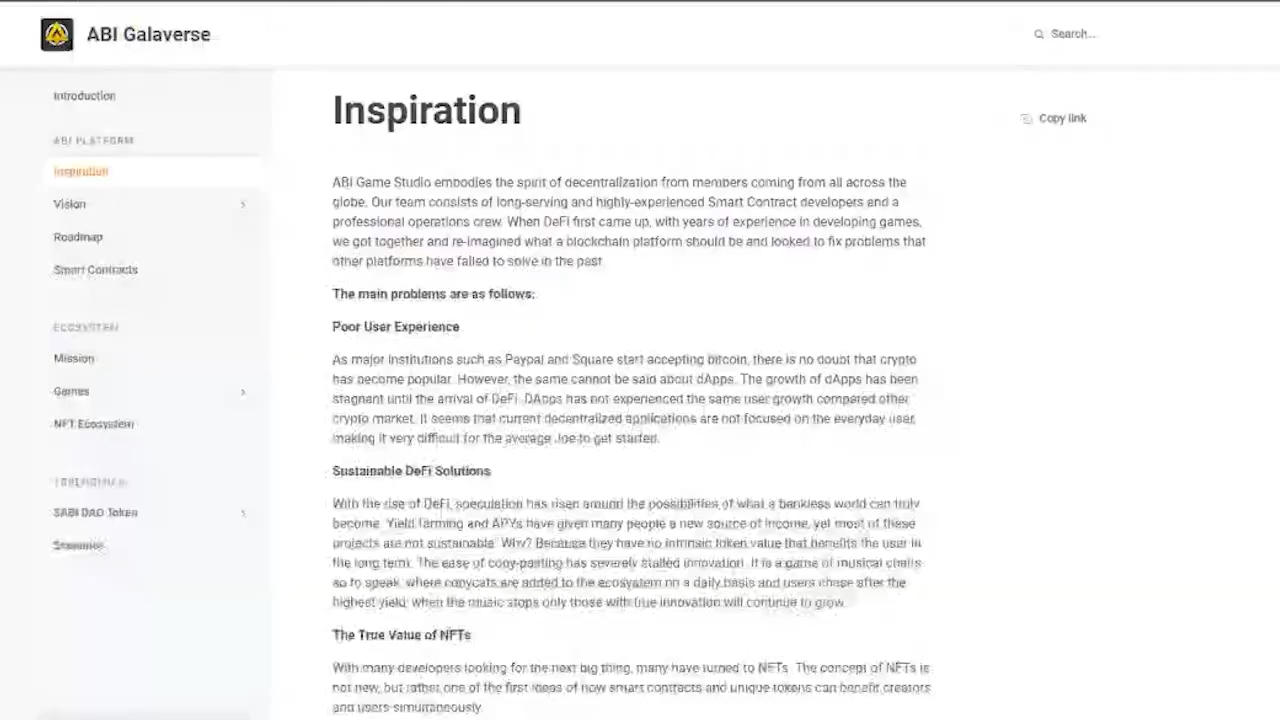 ABI Galaverse
Search...
Introduction
ABI PLATFORM
Inspiration
Vision
Roadmap
Smart Contracts
ECOSYSTEM
Mission
Games
NFT Ecosystem
TOKENOMICS
$ABI DAO Token
Inspiration
Copy link
ABI Game Studio embodies the spirit of decentralization from members coming from all across the
globe. Our team consists of long-serving and highly-experienced Smart Contract developers and a
professional operations crew. When DeFi first came up, with years of experience in developing games,
we got together and re-imagined what a blockchain platform should be and looked to fix problems that
other platforms have failed to solve in the past.
The main problems are as follows:
Poor User Experience
As major institutions such as Paypal and Square start accepting bitcoin, there is no doubt that crypto
has become popular. However, the same cannot be said about dApps. The growth of dApps has been
stagnant until the arrival of DeFi. DApps has not experienced the same user growth compared other
crypto market. It seems that current decentralized applications are not focused on the everyday user,
making it very difficult for the average Joe to get started.
Sustainable DeFi Solutions
With the rise of DeFi, speculation has risen around the possibilities of what a bankless world can truly
become. Yield farming and APYs have given many people a new source of income, yet most of these
projects are not sustainable. Why? Because they have no intrinsic token value that benefits the user in
the long term. The ease of copy-pasting has severely stalled innovation. It is a game of musical chairs
so to speak, where copycats are added to the ecosystem on a daily basis and users chase after the
highest yield, when the music stops only those with true innovation will continue to grow.
The True Value of NFTs
With many developers looking for the next big thing, many have turned to NFTs. The concept of NFTs is
not new, but rather one of the first ideas of how smart contracts and unique tokens can benefit creators
and users simultaneously.